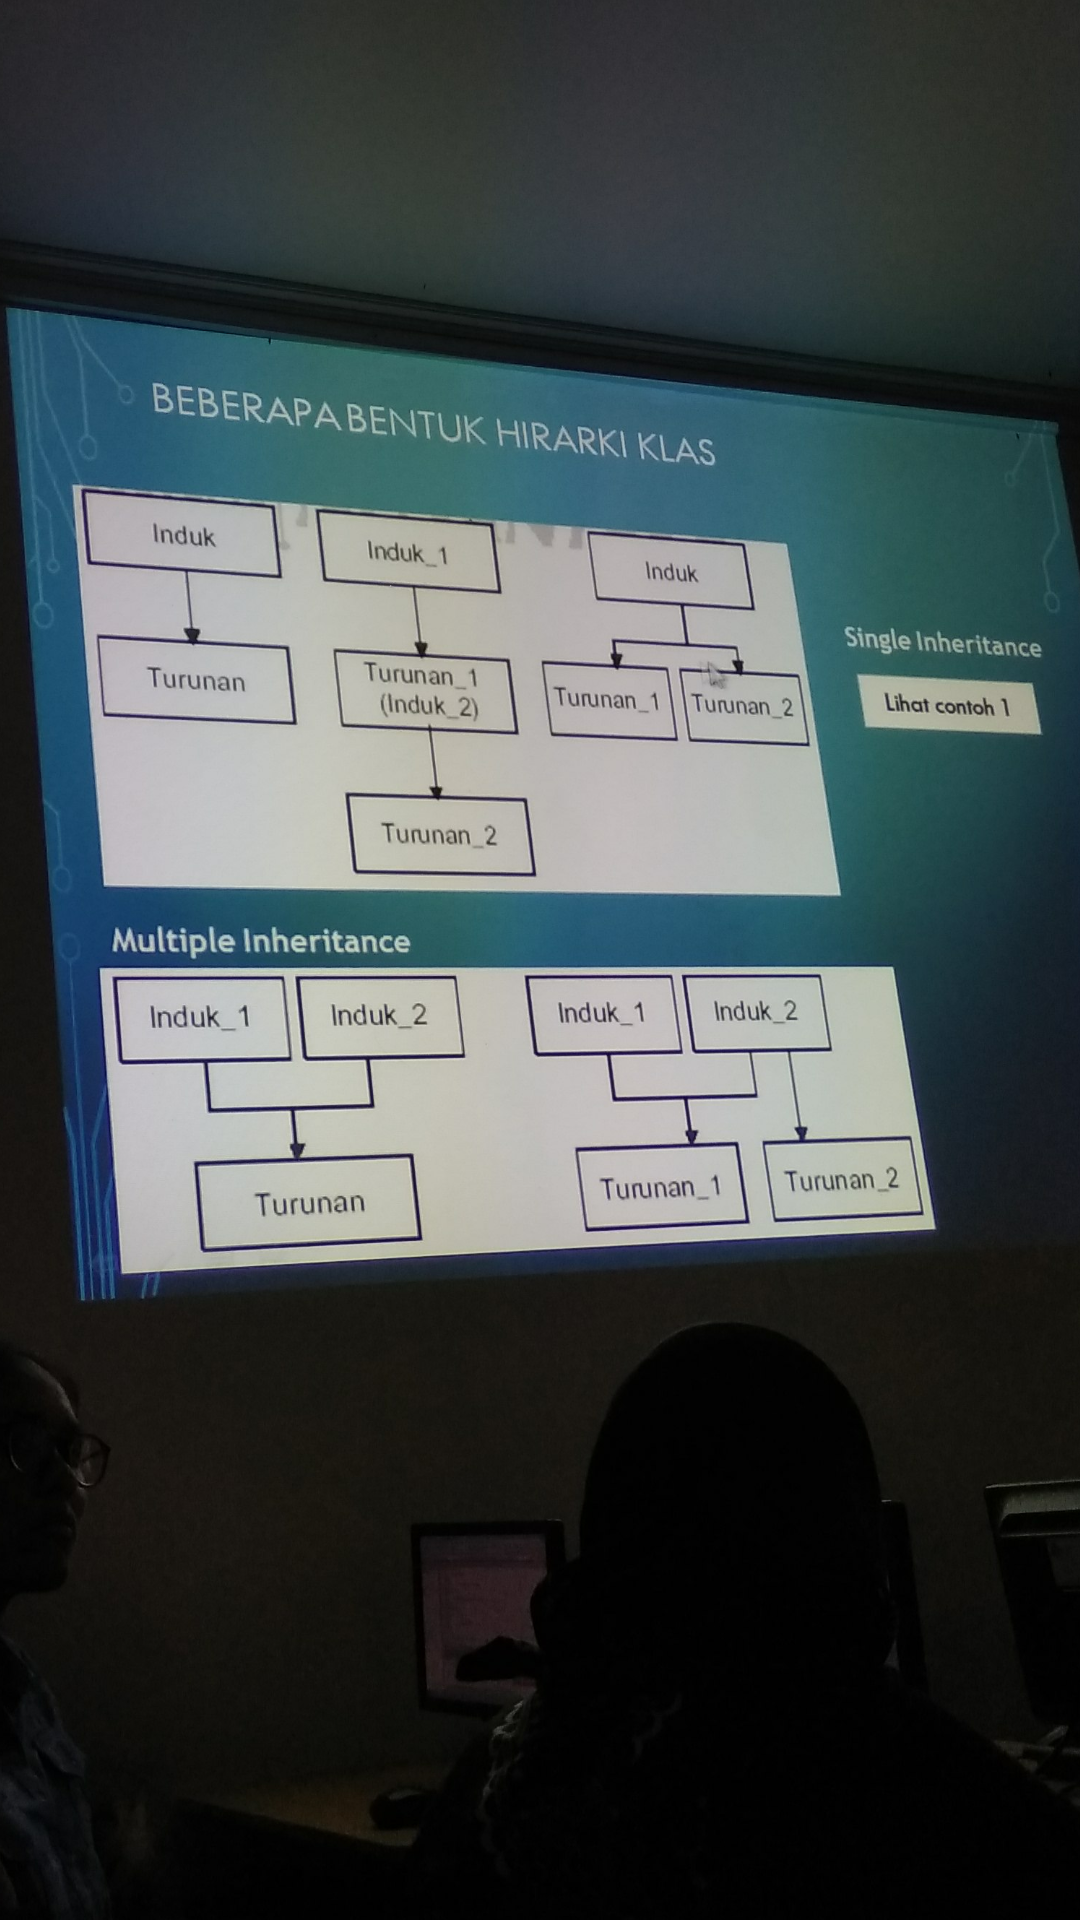 BEBERAPA BENTUK HIRARKI KLAS
Induk
Turunan
Induk_1
Turunan_1
(Induk_2)
Turunan_2
Induk
Turunan_1
Turunan_2
Single Inheritance
Lihat contoh 1
Multiple Inheritance
Induk_1
Induk_2
Turunan
Induk_1
Induk_2
Turunan_1
Turunan_2